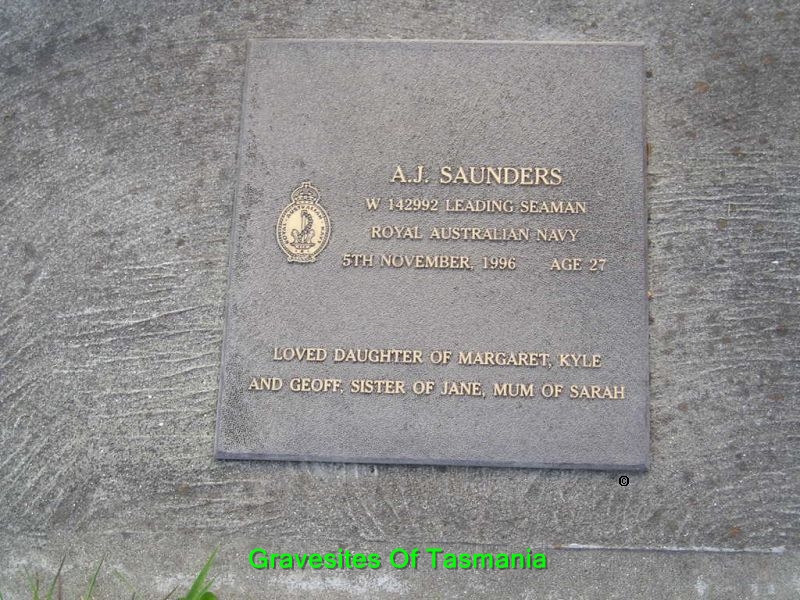 A.J. SAUNDERS
W 142992 LEADING SEAMAN
ROYAL AUSTRALIAN NAVY
5TH NOVEMBER, 1996 AGE 27
LOVED DAUGHTER OF MARGARET, KYLE
AND GEOFF, SISTER OF JANE, MUM OF SARAH
©
Gravesites Of Tasmania